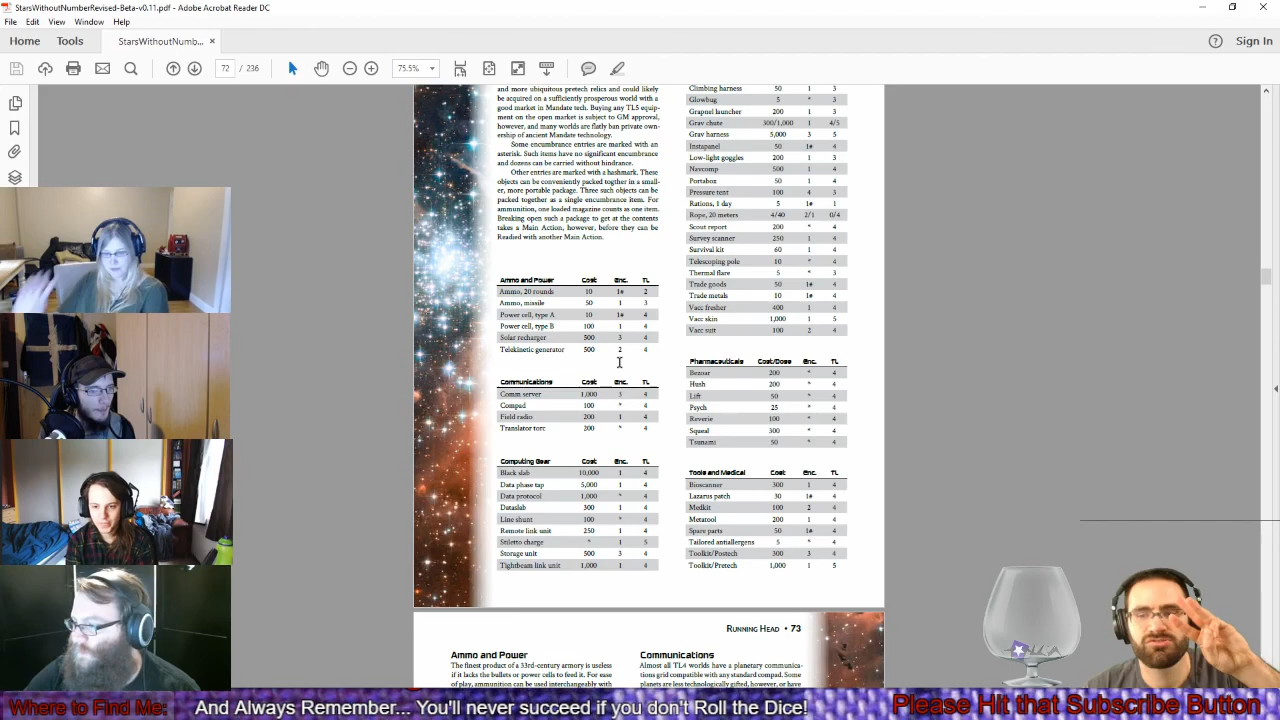 StarsWithoutNumberRevised-Beta-v0.11.pdf - Adobe Acrobat Reader DC
File Edit View Window Help
Home Tools StarsWithoutNumb... × Sign In
72 / 236 75.5%
and more ubiquitous pretech relics and could likely
be acquired on a sufficiently prosperous world with a
good market in Mandate tech. Buying any TL5 equip-
ment on the open market is subject to GM approval,
however, and many worlds are flatly ban private own-
ership of ancient Mandate technology.
Some encumbrance entries are marked with an
asterisk. Such items have no significant encumbrance
and dozens can be carried without hindrance.
Other entries are marked with a hashmark. These
objects can be conveniently packed togther in a small-
er, more portable package. Three such objects can be
packed together as a single encumbrance item. For
ammunition, one loaded magazine counts as one item.
Breaking open such a package to get at the contents
takes a Main Action, however, before they can be
Readied with another Main Action.
Ammo and Power Cost Enc. TL
Ammo, 20 rounds 10 1# 2
Ammo, missile 50 1 3
Power cell, type A 10 1# 4
Power cell, type B 100 1 4
Solar recharger 500 3 4
Telekinetic generator 500 2 4
Communications Cost Enc. TL
Comm server 1,000 3 4
Compad 100 * 4
Field radio 200 1 4
Translator torc 200 * 4
Computing Gear Cost Enc. TL
Black slab 10,000 1 4
Data phase tap 5,000 1 4
Data protocol 1,000 * 4
Dataslab 300 1 4
Line shunt 100 * 4
Remote link unit 250 1 4
Stiletto charge * 1 5
Storage unit 500 3 4
Tightbeam link unit 1,000 1 4
Climbing harness 50 1 3
Glowbug 5 * 3
Grapnel launcher 200 1 3
Grav chute 300/1,000 1 4/5
Grav harness 5,000 3 5
Instapanel 50 1# 4
Low-light goggles 200 1 3
Navcomp 500 1 4
Portabox 50 1 4
Pressure tent 100 4 3
Rations, 1 day 5 1# 1
Rope, 20 meters 4/40 2/1 0/4
Scout report 200 * 4
Survey scanner 250 1 4
Survival kit 60 1 4
Telescoping pole 10 * 4
Thermal flare 5 * 3
Trade goods 50 1# 4
Trade metals 10 1# 4
Vacc fresher 400 1 4
Vacc skin 1,000 1 5
Vacc suit 100 2 4
Pharmaceuticals Cost/Dose Enc. TL
Bezoar 200 * 4
Hush 200 * 4
Lift 50 * 4
Psych 25 * 4
Reverie 100 * 4
Squeal 300 * 4
Tsunami 50 * 4
Tools and Medical Cost Enc. TL
Bioscanner 300 1 4
Lazarus patch 30 1# 4
Medkit 100 2 4
Metatool 200 1 4
Spare parts 50 1# 4
Tailored antiallergens 5 * 4
Toolkit/Postech 300 3 4
Toolkit/Pretech 1,000 1 5
Running Head • 73
Ammo and Power
The finest product of a 33rd-century armory is useless
if it lacks the bullets or power cells to feed it. For ease
of play, ammunition can be used interchangeably with
Communications
Almost all TL4 worlds have a planetary communica-
tions grid compatible with any standard compad. Some
planets are less technologically gifted, however, or have
Where to Find Me: And Always Remember... You'll never succeed if you don't Roll the Dice! Please Hit that Subscribe Button